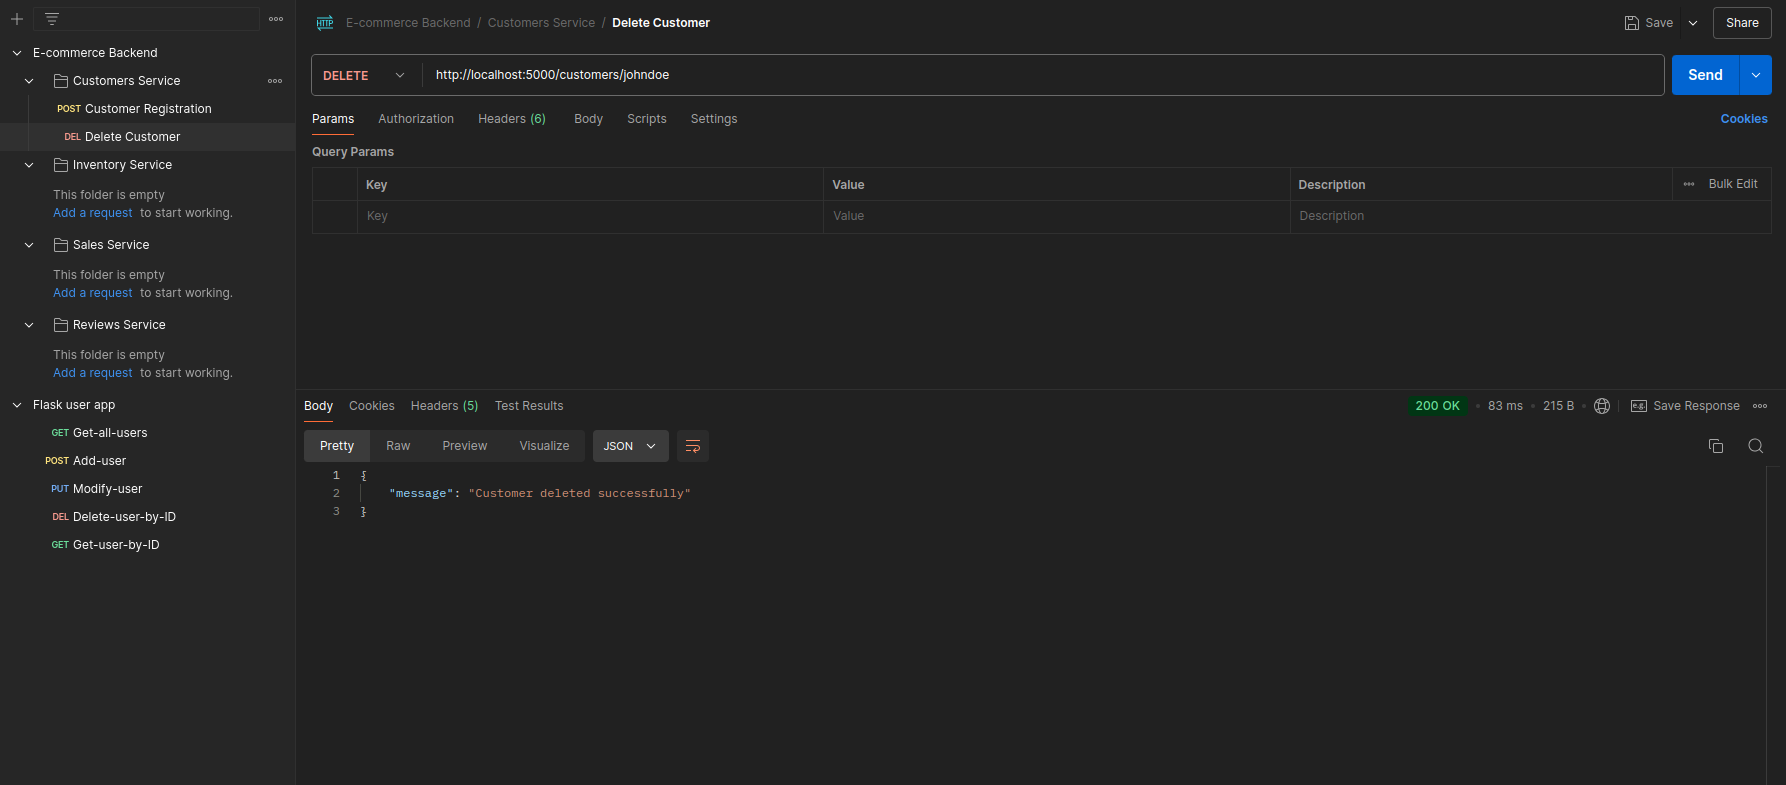 E-commerce Backend
Customers Service
POST Customer Registration
DEL Delete Customer
Inventory Service
This folder is empty
Add a request to start working.
Sales Service
This folder is empty
Add a request to start working.
Reviews Service
This folder is empty
Add a request to start working.
Flask user app
GET Get-all-users
POST Add-user
PUT Modify-user
DEL Delete-user-by-ID
GET Get-user-by-ID
HTTP E-commerce Backend / Customers Service / Delete Customer
Save
Share
DELETE http://localhost:5000/customers/johndoe
Send
Params Authorization Headers (6) Body Scripts Settings
Cookies
Query Params
Key Value Description Bulk Edit
Key Value Description
Body Cookies Headers (5) Test Results
200 OK • 83 ms • 215 B
e.g. Save Response
Pretty Raw Preview Visualize JSON
1 {
2 "message": "Customer deleted successfully"
3 }